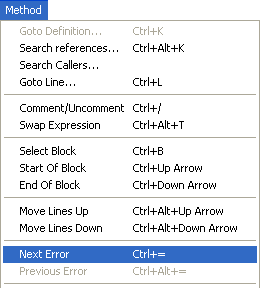 Method
Goto Definition... Ctrl+K
Search references... Ctrl+Alt+K
Search Callers...
Goto Line... Ctrl+L
Comment/Uncomment Ctrl+/
Swap Expression Ctrl+Alt+T
Select Block Ctrl+B
Start Of Block Ctrl+Up Arrow
End Of Block Ctrl+Down Arrow
Move Lines Up Ctrl+Alt+Up Arrow
Move Lines Down Ctrl+Alt+Down Arrow
Next Error Ctrl+=
Previous Error Ctrl+Alt+=